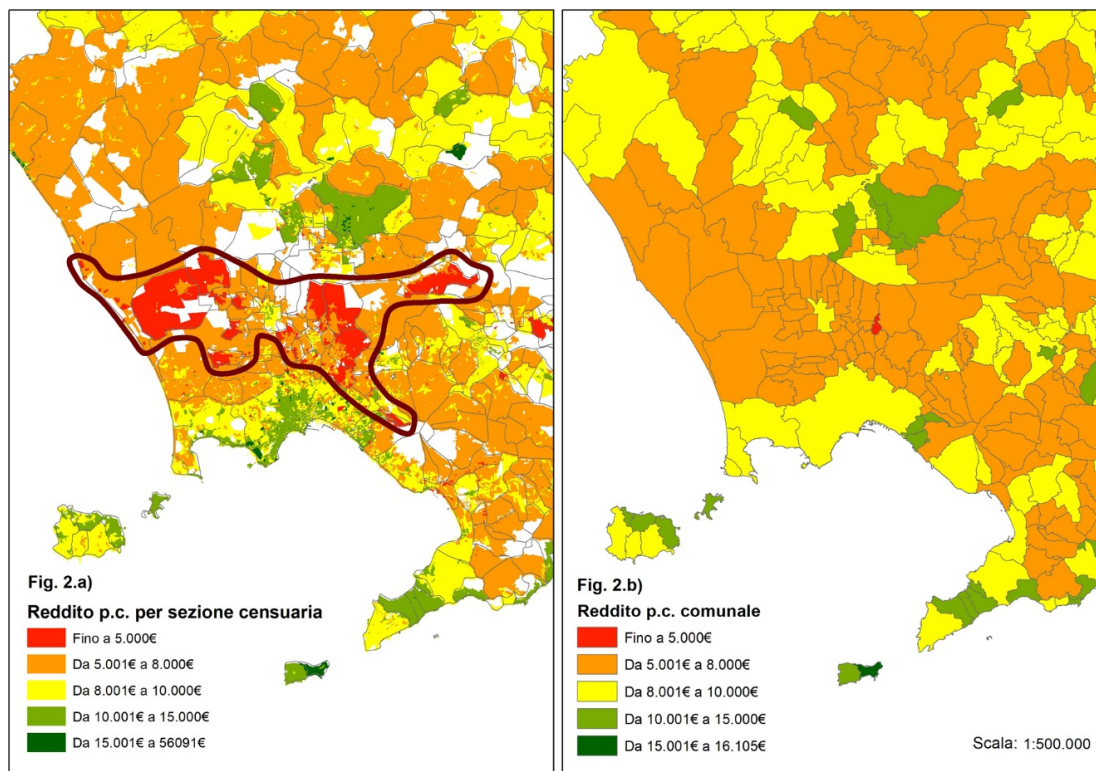 Fig. 2.a)
Reddito p.c. per sezione censuaria
Fino a 5.000€
Da 5.001€ a 8.000€
Da 8.001€ a 10.000€
Da 10.001€ a 15.000€
Da 15.001€ a 56091€
Fig. 2.b)
Reddito p.c. comunale
Fino a 5.000€
Da 5.001€ a 8.000€
Da 8.001€ a 10.000€
Da 10.001€ a 15.000€
Da 15.001€ a 16.105€
Scala: 1:500.000